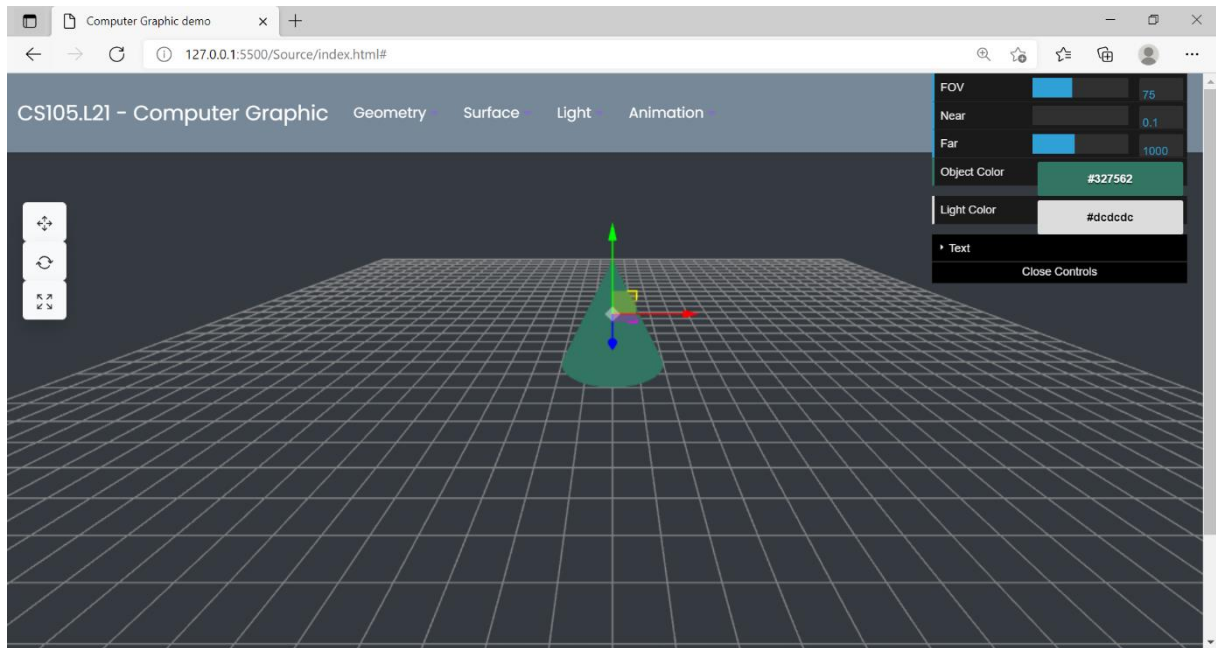 Computer Graphic demo
127.0.0.1:5500/Source/index.html#
CS105.L21 - Computer Graphic Geometry Surface Light Animation
FOV 75
Near 0.1
Far 1000
Object Color #327562
Light Color #dcdcdc
Text
Close Controls